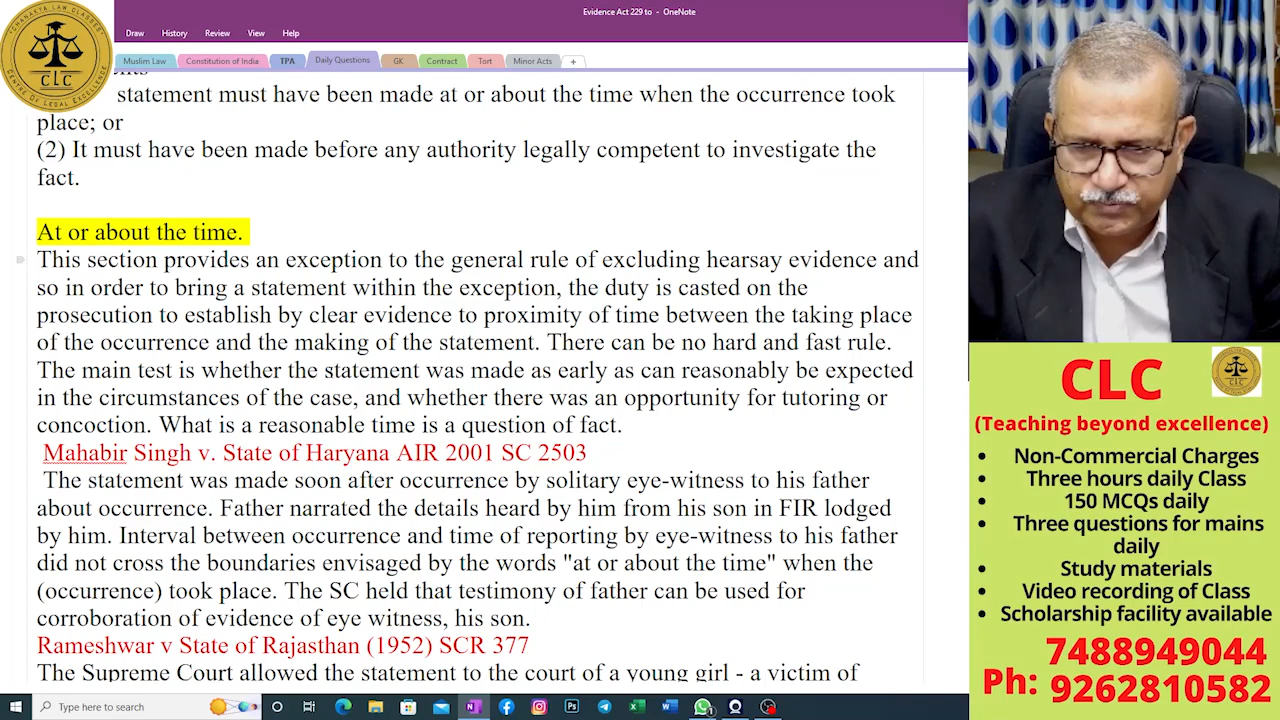 CHANAKYA LAW CLASSES
CLC
CENTRE OF LEGAL EXCELLENCE
Evidence Act 229 to - OneNote
Draw History Review View Help
Muslim Law Constitution of India TPA Daily Questions GK Contract Tort Minor Acts +
statement must have been made at or about the time when the occurrence took
place; or
(2) It must have been made before any authority legally competent to investigate the
fact.
At or about the time.
This section provides an exception to the general rule of excluding hearsay evidence and
so in order to bring a statement within the exception, the duty is casted on the
prosecution to establish by clear evidence to proximity of time between the taking place
of the occurrence and the making of the statement. There can be no hard and fast rule.
The main test is whether the statement was made as early as can reasonably be expected
in the circumstances of the case, and whether there was an opportunity for tutoring or
concoction. What is a reasonable time is a question of fact.
Mahabir Singh v. State of Haryana AIR 2001 SC 2503
The statement was made soon after occurrence by solitary eye-witness to his father
about occurrence. Father narrated the details heard by him from his son in FIR lodged
by him. Interval between occurrence and time of reporting by eye-witness to his father
did not cross the boundaries envisaged by the words "at or about the time" when the
(occurrence) took place. The SC held that testimony of father can be used for
corroboration of evidence of eye witness, his son.
Rameshwar v State of Rajasthan (1952) SCR 377
The Supreme Court allowed the statement to the court of a young girl - a victim of
Type here to search
CLC
(Teaching beyond excellence)
• Non-Commercial Charges
• Three hours daily Class
• 150 MCQs daily
• Three questions for mains
daily
• Study materials
• Video recording of Class
• Scholarship facility available
Ph: 7488949044
9262810582